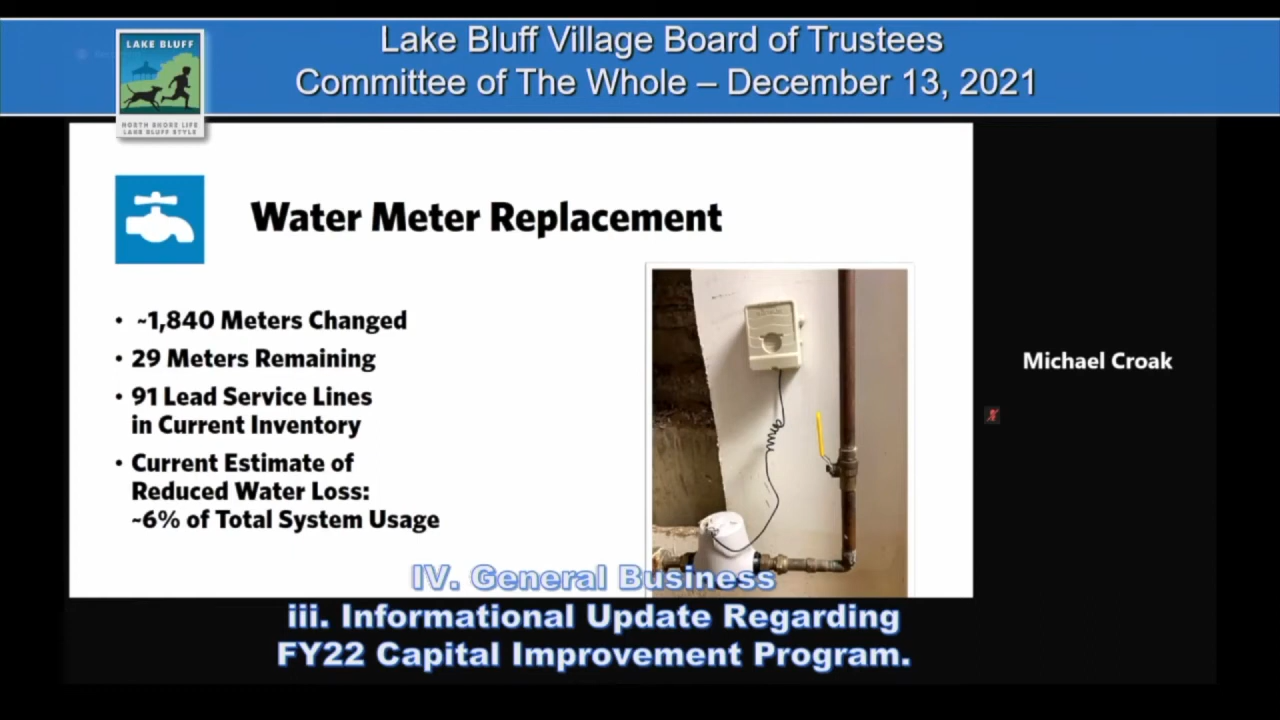 Lake Bluff Village Board of Trustees
Committee of The Whole – December 13, 2021
LAKE BLUFF
NORTH SHORE LIFE
LAKE BLUFF STYLE
Water Meter Replacement
• ~1,840 Meters Changed
• 29 Meters Remaining
• 91 Lead Service Lines
in Current Inventory
• Current Estimate of
Reduced Water Loss:
~6% of Total System Usage
Michael Croak
IV. General Business
iii. Informational Update Regarding
FY22 Capital Improvement Program.